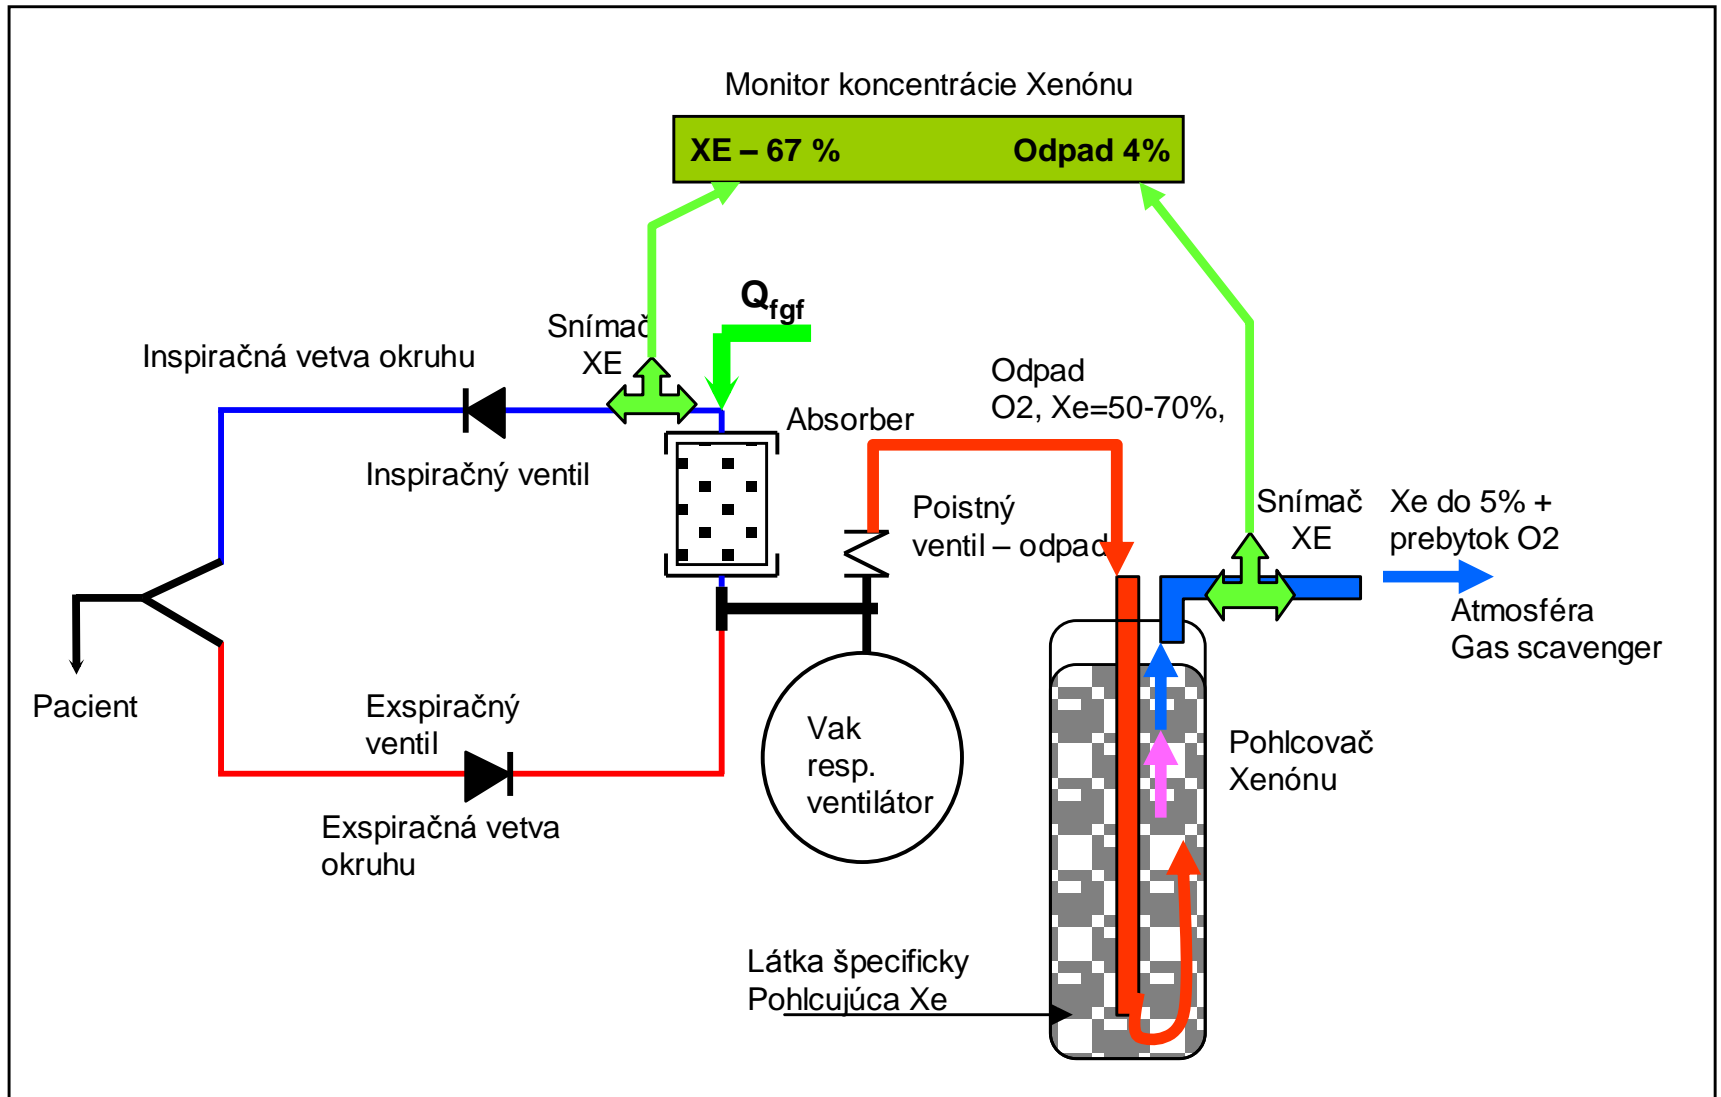 Monitor koncentrácie Xenónu
XE – 67 %
Odpad 4%
Qfgf
Snímač
XE
Inspiračná vetva okruhu
Inspiračný ventil
Absorber
Odpad
O2, Xe=50-70%,
Poistný
ventil – odpad
Snímač
XE
Xe do 5% +
prebytok O2
Atmosféra
Gas scavenger
Pacient
Exspiračný
ventil
Exspiračná vetva
okruhu
Vak
resp.
ventilátor
Pohlcovač
Xenónu
Látka špecificky
Pohlcujúca Xe